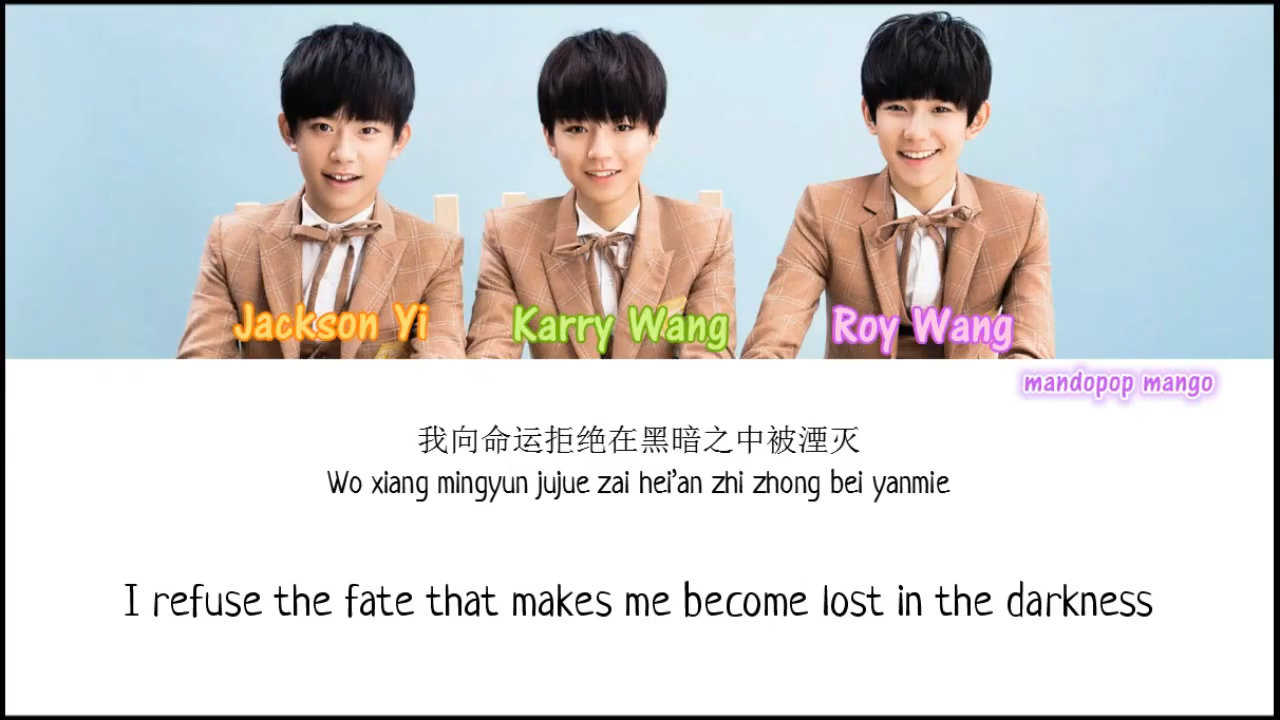 Jackson Yi Karry Wang Roy Wang
mandopop mango
我向命运拒绝在黑暗之中被湮灭
Wo xiang mingyun jujue zai hei'an zhi zhong bei yanmie
I refuse the fate that makes me become lost in the darkness